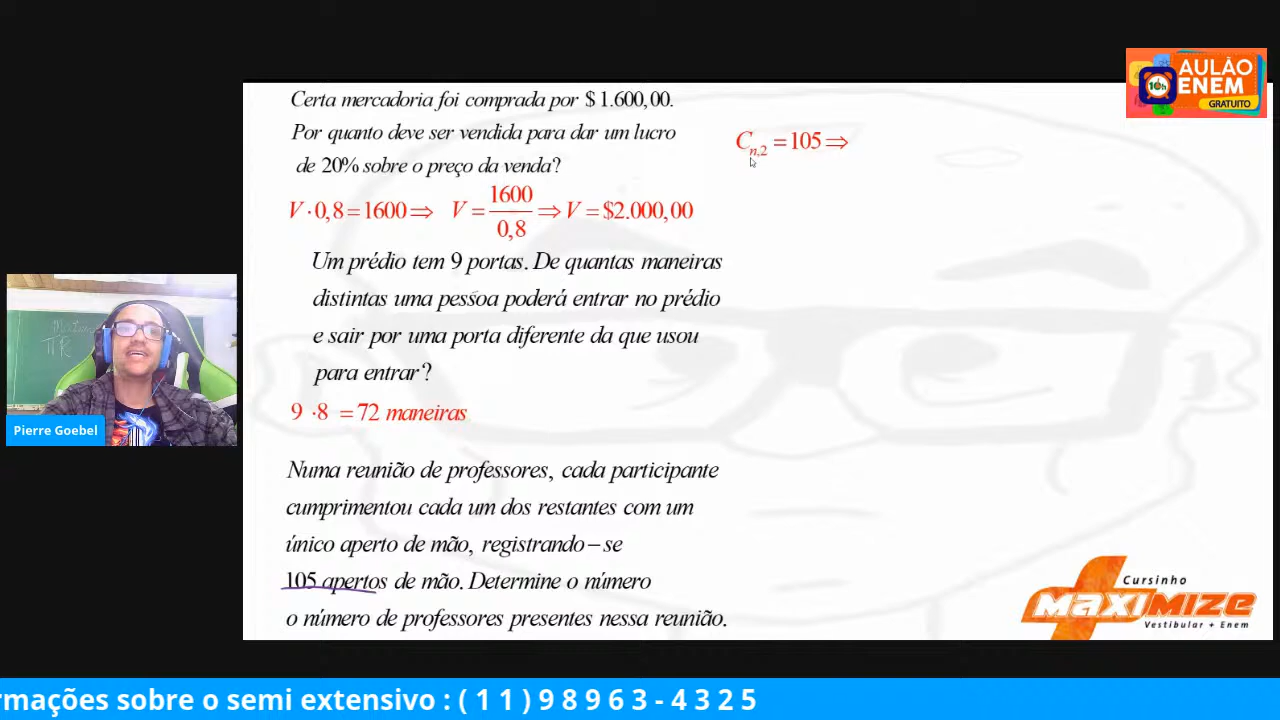 AULÃO
ENEM
GRATUITO
Certa mercadoria foi comprada por $ 1.600,00.
Por quanto deve ser vendida para dar um lucro
de 20% sobre o preço da venda?
V · 0,8 = 1600 ⇒ V = 1600/0,8 ⇒ V = $2.000,00
Um prédio tem 9 portas. De quantas maneiras
distintas uma pessoa poderá entrar no prédio
e sair por uma porta diferente da que usou
para entrar?
9 · 8 = 72 maneiras
Numa reunião de professores, cada participante
cumprimentou cada um dos restantes com um
único aperto de mão, registrando – se
105 apertos de mão. Determine o número
o número de professores presentes nessa reunião.
C n,2 = 105 ⇒
Pierre Goebel
Cursinho
MAXIMIZE
Vestibular + Enem
rmações sobre o semi extensivo : ( 1 1 ) 9 8 9 6 3 - 4 3 2 5